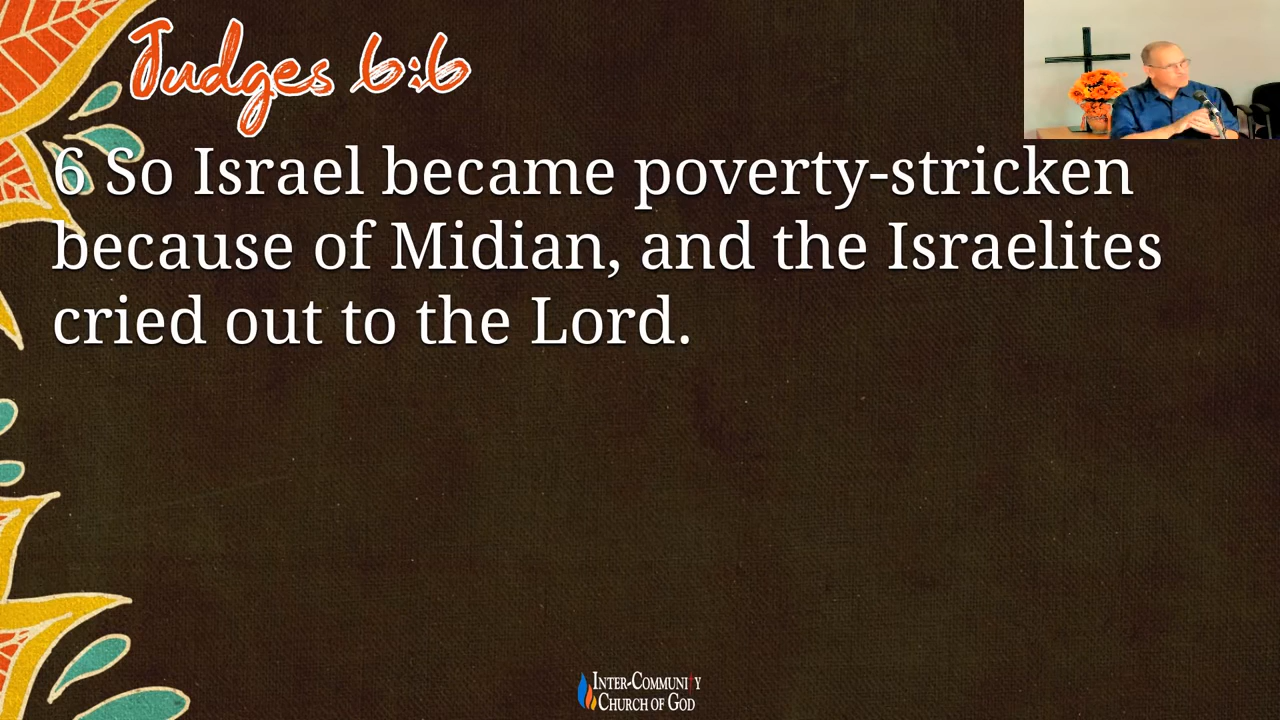 Judges 6:6
6 So Israel became poverty-stricken
because of Midian, and the Israelites
cried out to the Lord.
Inter-Community
Church of God